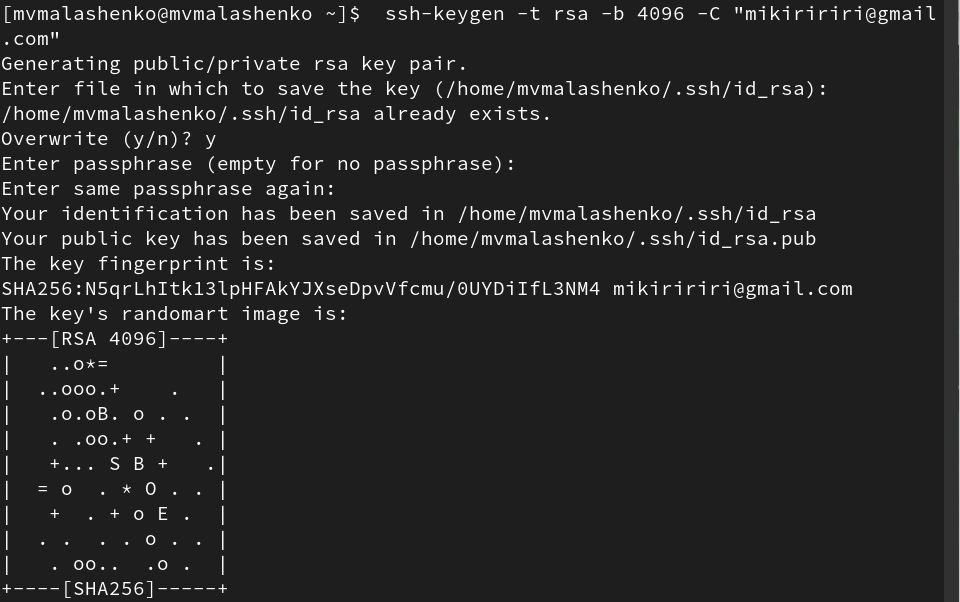 [mvmalashenko@mvmalashenko ~]$  ssh-keygen -t rsa -b 4096 -C "mikiriririri@gmail
.com"
Generating public/private rsa key pair.
Enter file in which to save the key (/home/mvmalashenko/.ssh/id_rsa):
/home/mvmalashenko/.ssh/id_rsa already exists.
Overwrite (y/n)? y
Enter passphrase (empty for no passphrase):
Enter same passphrase again:
Your identification has been saved in /home/mvmalashenko/.ssh/id_rsa
Your public key has been saved in /home/mvmalashenko/.ssh/id_rsa.pub
The key fingerprint is:
SHA256:N5qrLhItk13lpHFAkYJXseDpvVfcmu/0UYDiIfL3NM4 mikiriririri@gmail.com
The key's randomart image is:
+---[RSA 4096]----+
|   ..o*=         |
|  ..ooo.+    .   |
|   .o.oB. o . .  |
|   . .oo.+ +   . |
|   +... S B +   .|
|  = o  . * O . . |
|   +  . + o E .  |
|  . .  . . o . . |
|   . oo..  .o .  |
+----[SHA256]-----+